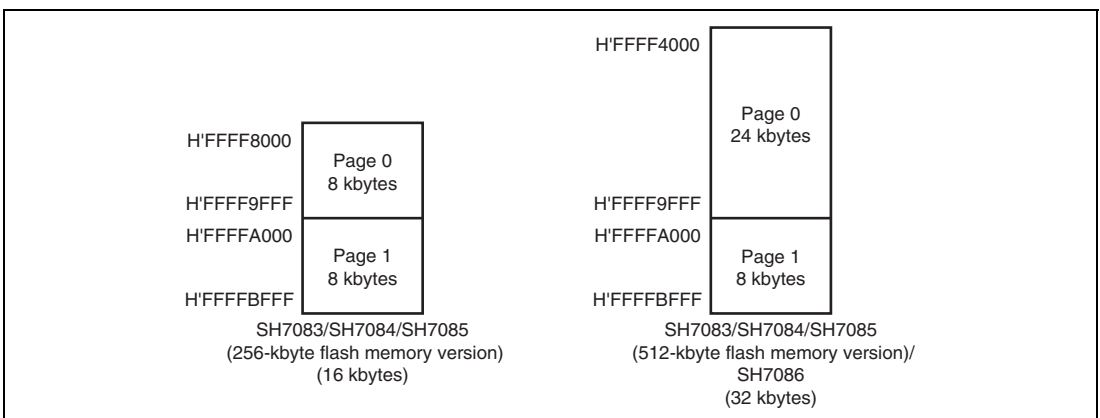 H'FFFF8000
Page 0
8 kbytes
H'FFFF9FFF
H'FFFFA000
Page 1
8 kbytes
H'FFFFBFFF
SH7083/SH7084/SH7085
(256-kbyte flash memory version)
(16 kbytes)
H'FFFF4000
Page 0
24 kbytes
H'FFFF9FFF
H'FFFFA000
Page 1
8 kbytes
H'FFFFBFFF
SH7083/SH7084/SH7085
(512-kbyte flash memory version)/
SH7086
(32 kbytes)